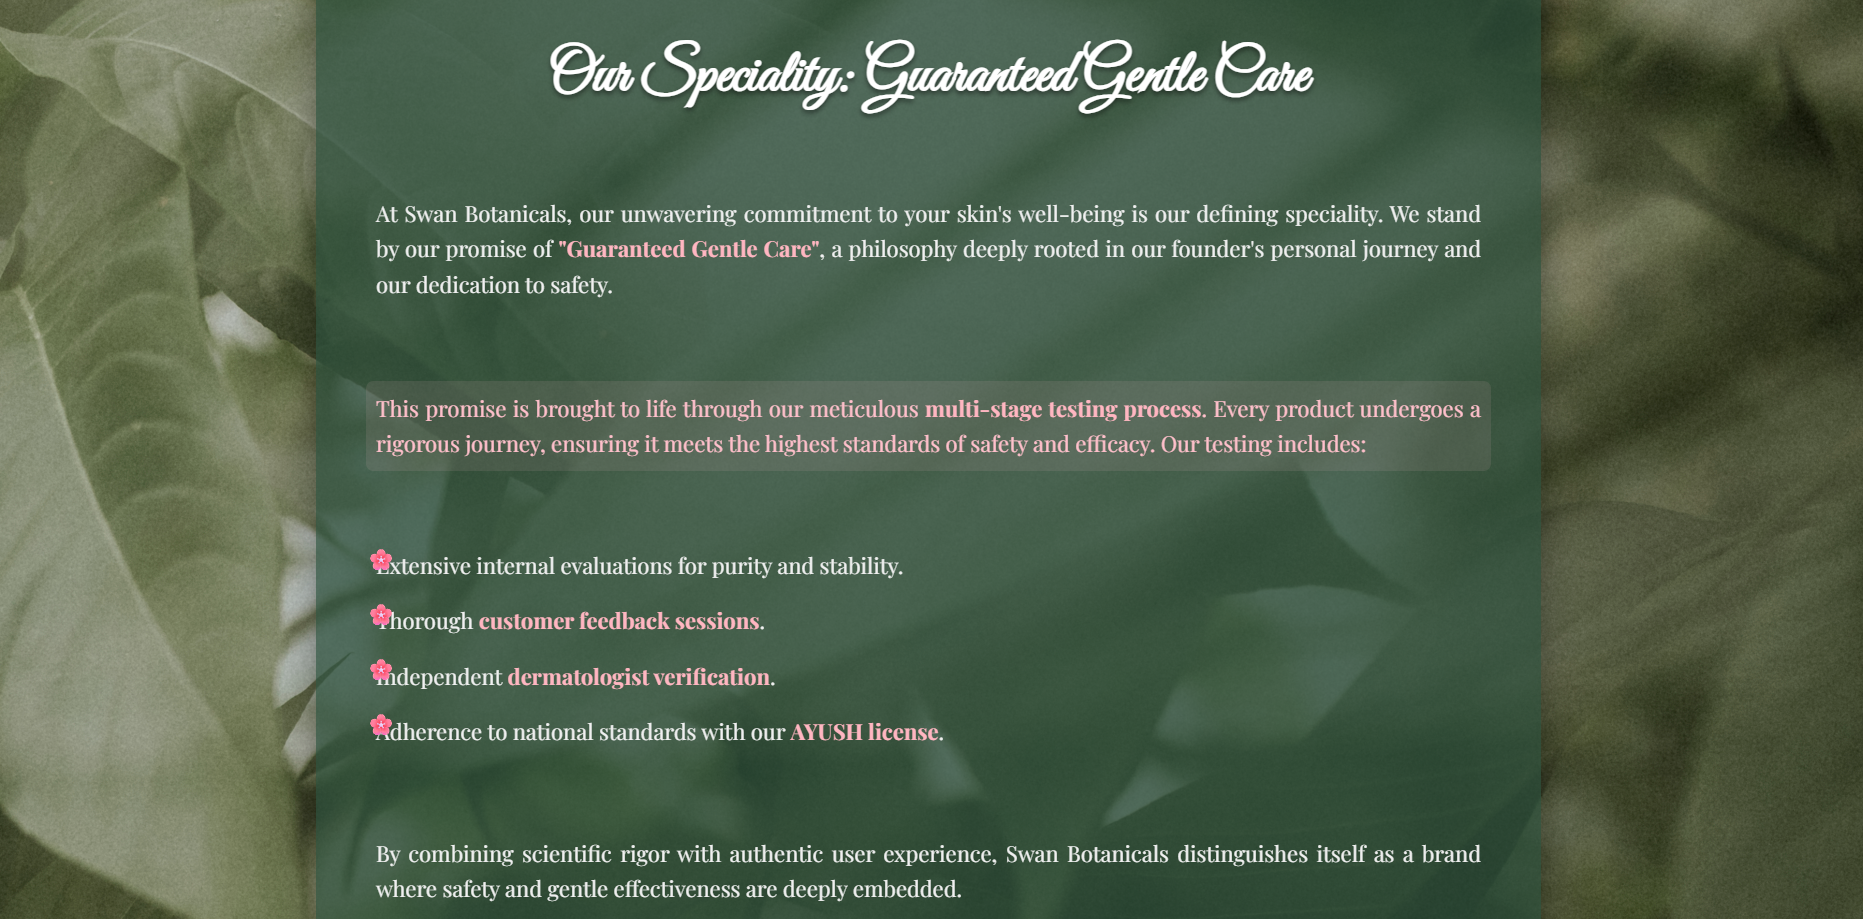 Our Speciality: Guaranteed Gentle Care
At Swan Botanicals, our unwavering commitment to your skin's well-being is our defining speciality. We stand
by our promise of "Guaranteed Gentle Care", a philosophy deeply rooted in our founder's personal journey and
our dedication to safety.
This promise is brought to life through our meticulous multi-stage testing process. Every product undergoes a
rigorous journey, ensuring it meets the highest standards of safety and efficacy. Our testing includes:
Extensive internal evaluations for purity and stability.
Thorough customer feedback sessions.
Independent dermatologist verification.
Adherence to national standards with our AYUSH license.
By combining scientific rigor with authentic user experience, Swan Botanicals distinguishes itself as a brand
where safety and gentle effectiveness are deeply embedded.